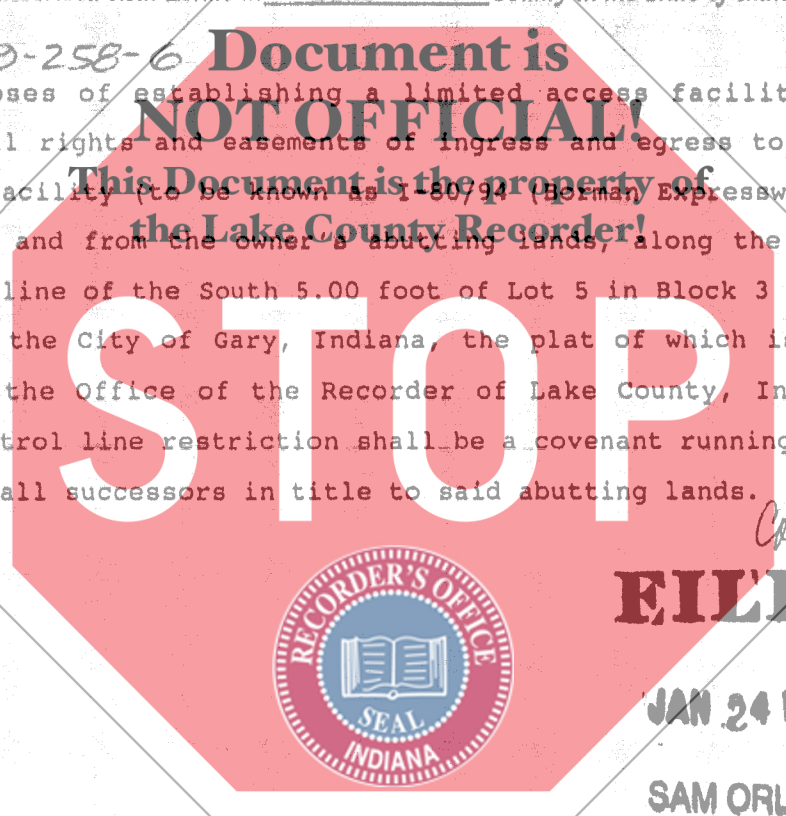 9-258-6
Document is
NOT OFFICIAL!
This Document is the property of
the Lake County Recorder!
ses of establishing a limited access facilit
l rights and easements of ingress and egress to
acility (to be known as I-80/94 (Borman Expressw
and from the owner's abutting lands, along the
line of the South 5.00 foot of Lot 5 in Block 3
the City of Gary, Indiana, the plat of which i
the Office of the Recorder of Lake County, In
trol line restriction shall be a covenant running
all successors in title to said abutting lands.
STOP
RECORDER'S OFFICE
SEAL
INDIANA
JAN 24
SAM ORL